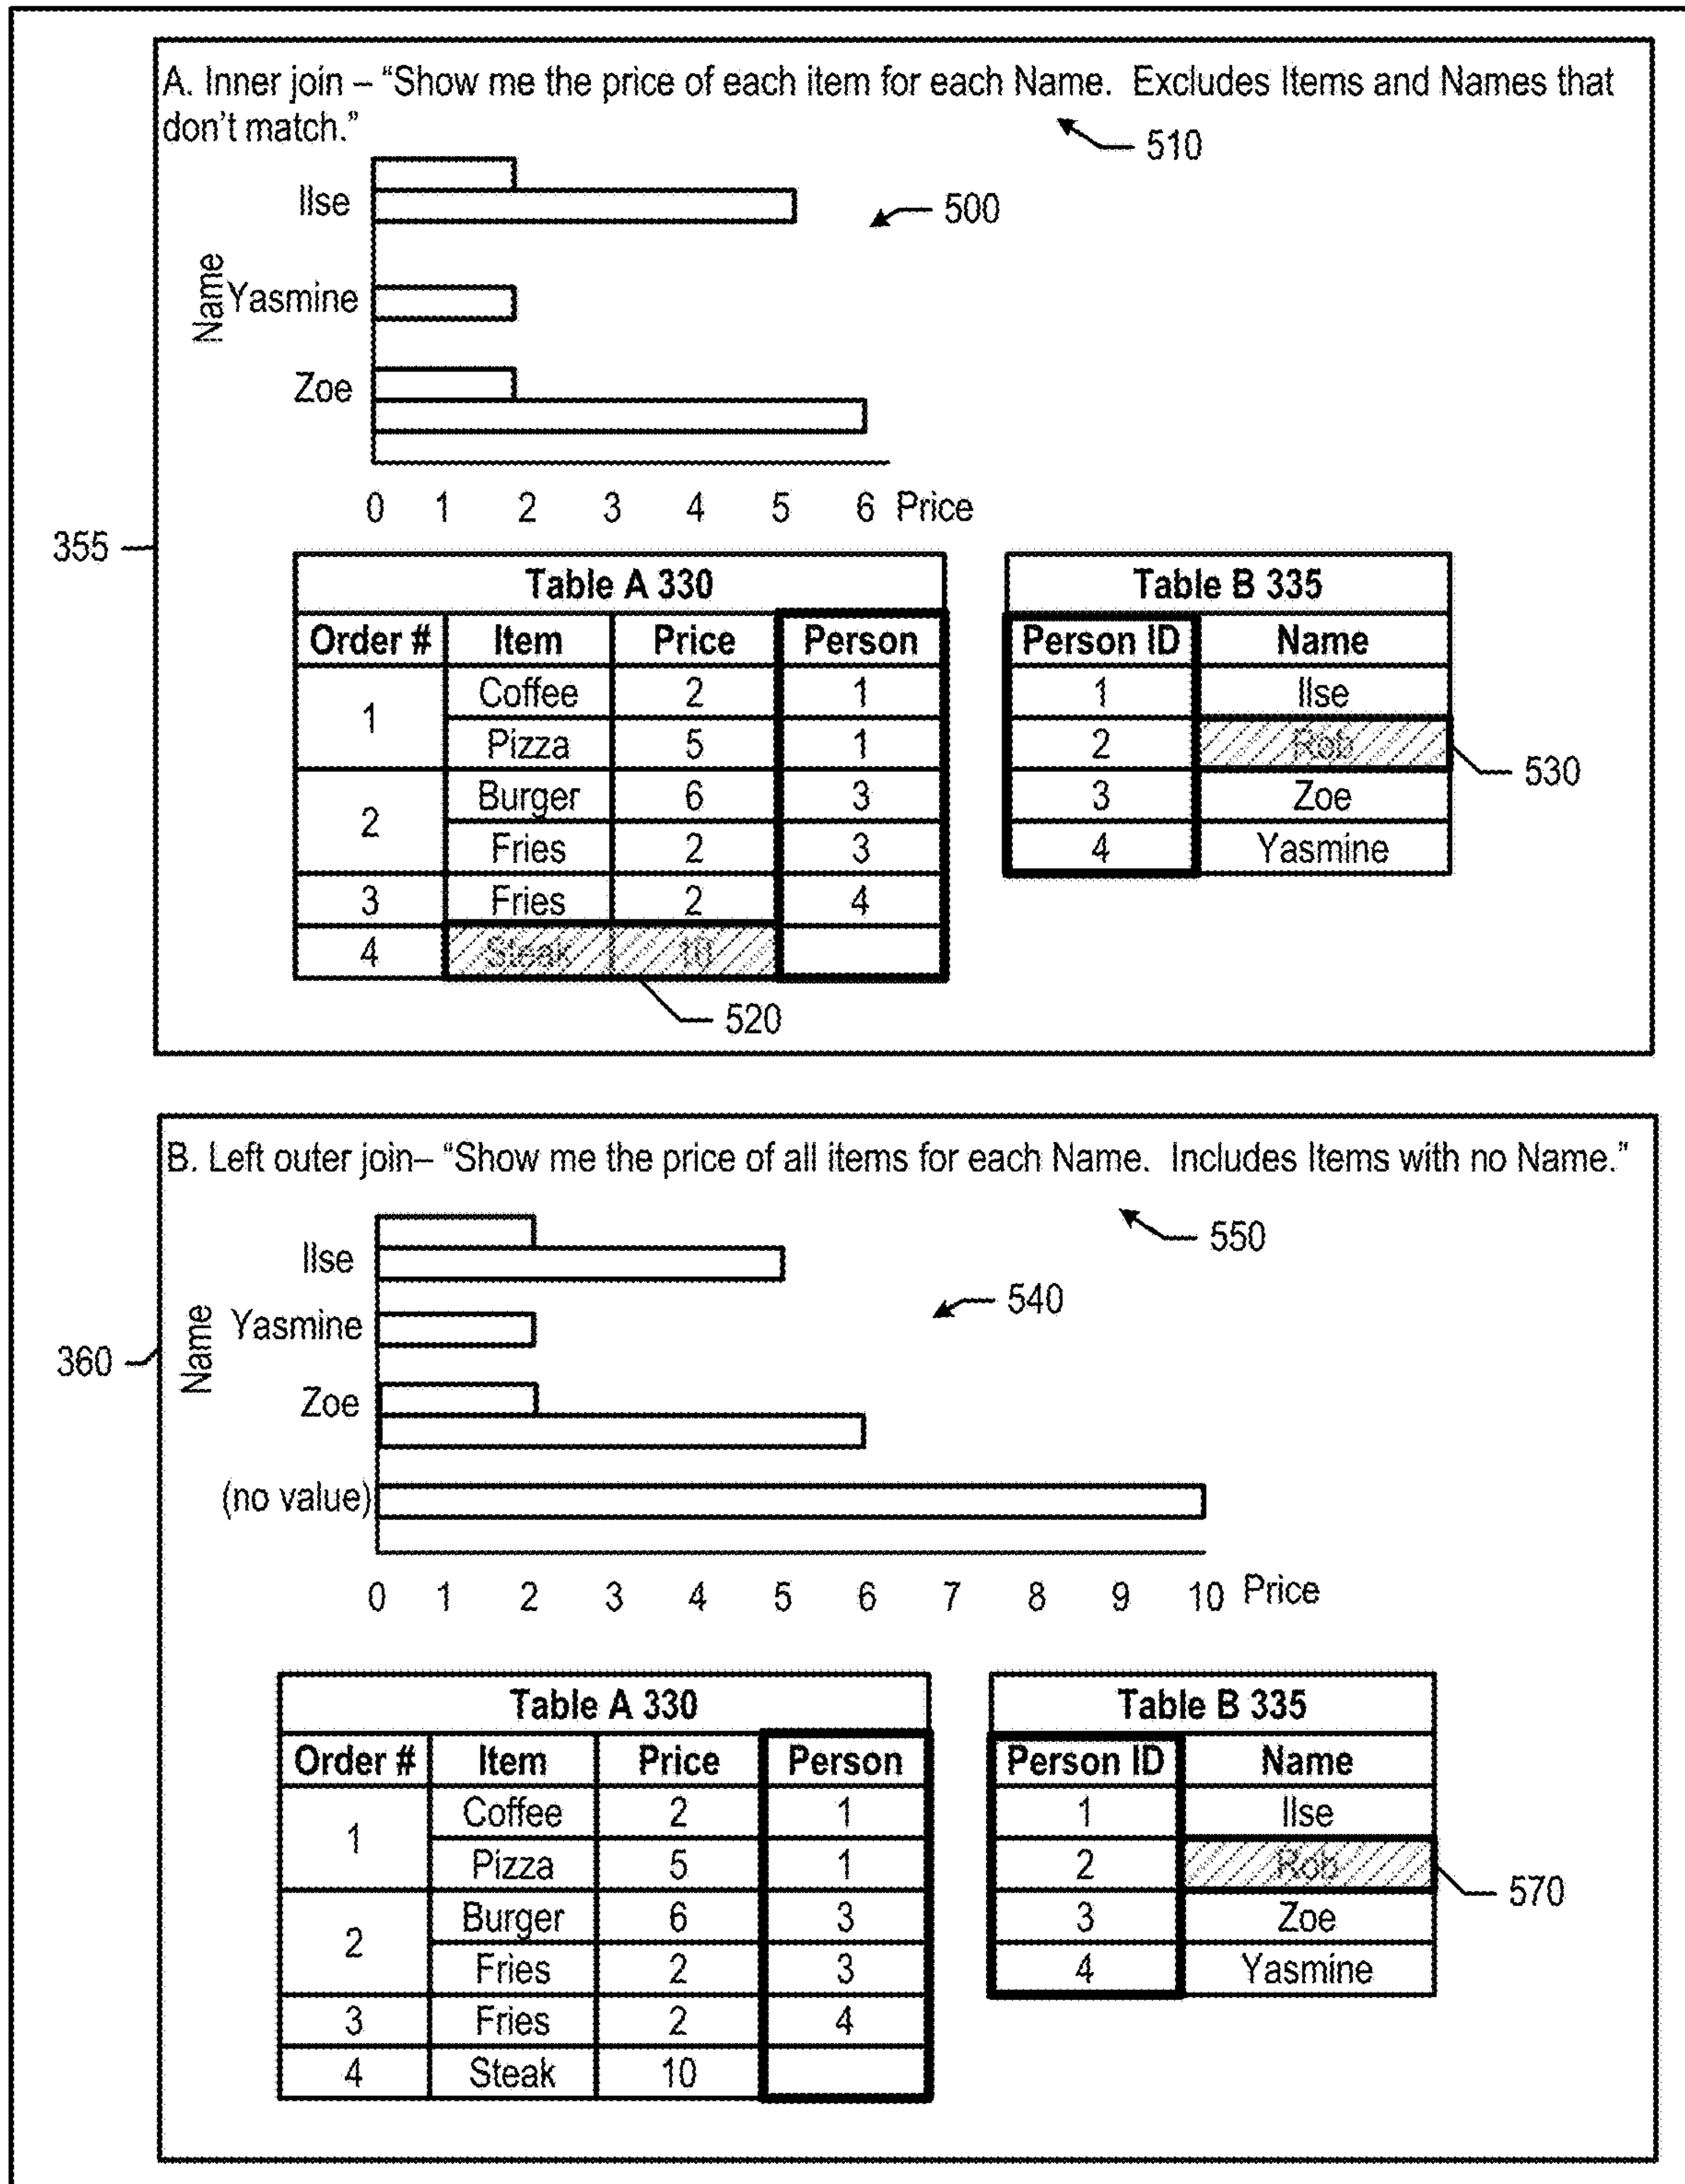 A. Inner join – “Show me the price of each item for each Name. Excludes Items and Names that
don't match.”
510
Ilse
500
Name
Yasmine
Zoe
0 1 2 3 4 5 6 Price
355
Table A 330
Order # Item Price Person
1 Coffee 2 1
Pizza 5 1
2 Burger 6 3
Fries 2 3
3 Fries 2 4
4 Steak 10
520
Table B 335
Person ID Name
1 Ilse
2 Rob
530
3 Zoe
4 Yasmine
B. Left outer join– “Show me the price of all items for each Name. Includes Items with no Name.”
550
Ilse
540
Name
Yasmine
360
Zoe
(no value)
0 1 2 3 4 5 6 7 8 9 10 Price
Table A 330
Order # Item Price Person
1 Coffee 2 1
Pizza 5 1
2 Burger 6 3
Fries 2 3
3 Fries 2 4
4 Steak 10
Table B 335
Person ID Name
1 Ilse
2 Rob
570
3 Zoe
4 Yasmine